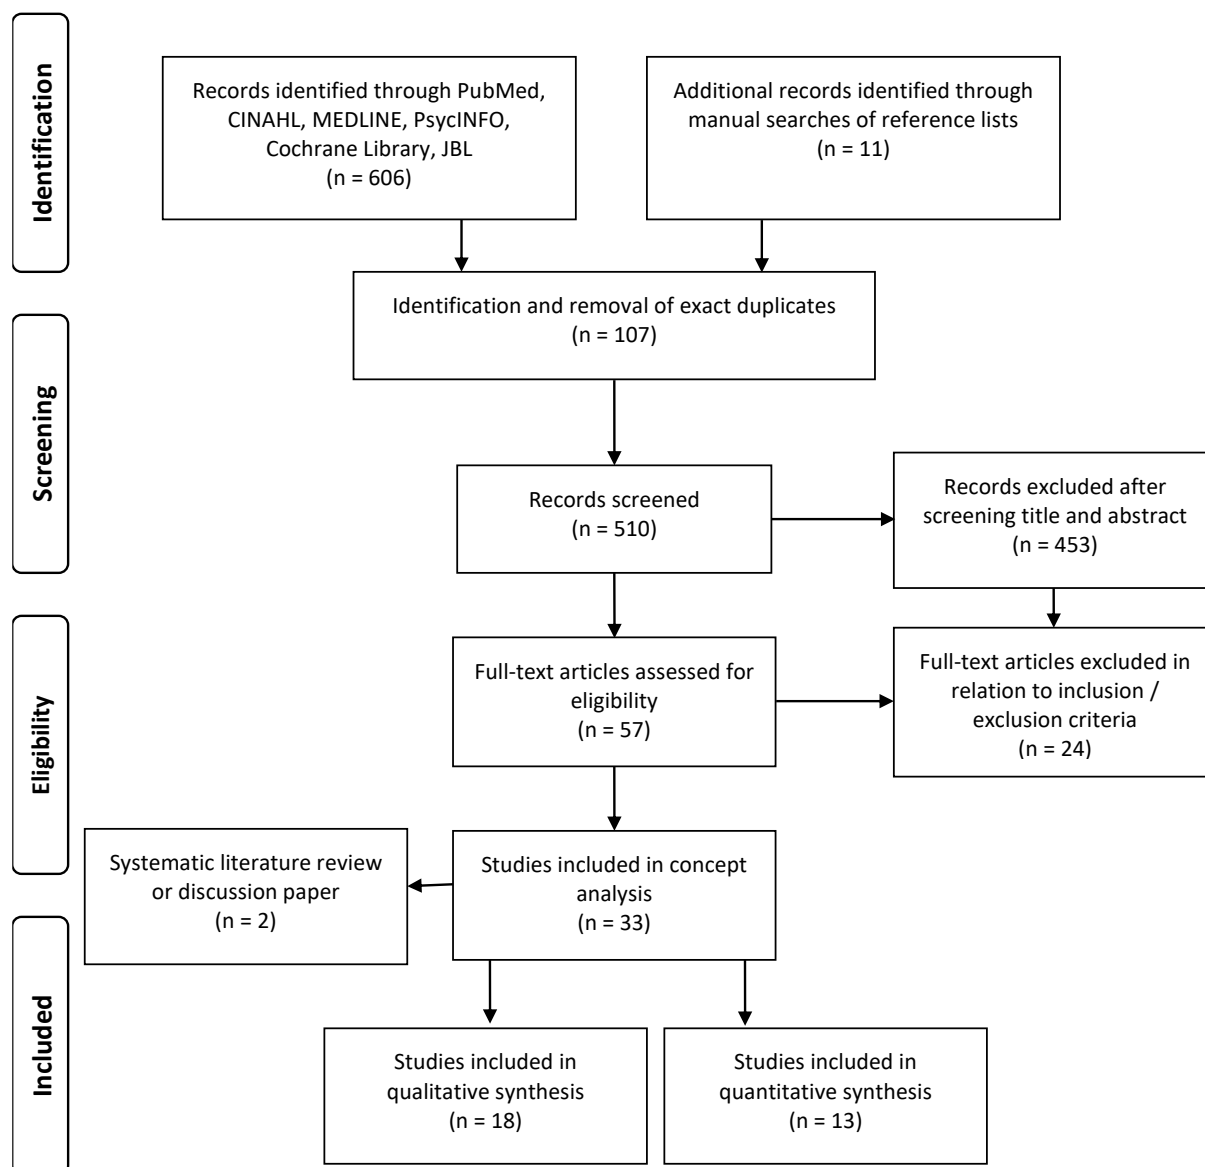 Identification
Records identified through PubMed,
CINAHL, MEDLINE, PsycINFO,
Cochrane Library, JBL
(n = 606)
Additional records identified through
manual searches of reference lists
(n = 11)
Identification and removal of exact duplicates
(n = 107)
Screening
Records screened
(n = 510)
Records excluded after
screening title and abstract
(n = 453)
Eligibility
Full-text articles assessed for
eligibility
(n = 57)
Full-text articles excluded in
relation to inclusion /
exclusion criteria
(n = 24)
Systematic literature review
or discussion paper
(n = 2)
Studies included in concept
analysis
(n = 33)
Included
Studies included in
qualitative synthesis
(n = 18)
Studies included in
quantitative synthesis
(n = 13)